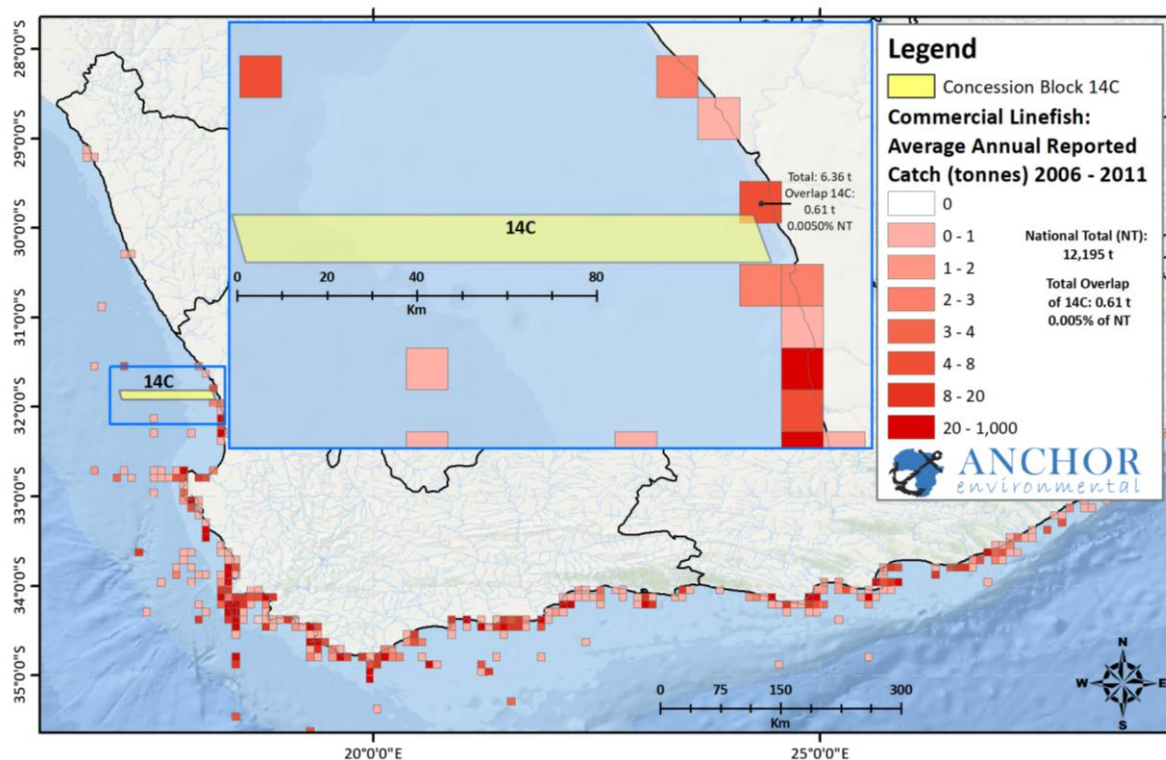 28°0'0"S
29°0'0"S
30°0'0"S
31°0'0"S
32°0'0"S
33°0'0"S
34°0'0"S
35°0'0"S
14C
14C
0 20 40 80
Km
Total: 6.36 t
Overlap 14C:
0.61 t
0.0050% NT
Legend
Concession Block 14C
Commercial Linefish:
Average Annual Reported
Catch (tonnes) 2006 - 2011
0
0 - 1
1 - 2
2 - 3
3 - 4
4 - 8
8 - 20
20 - 1,000
National Total (NT):
12,195 t
Total Overlap
of 14C: 0.61 t
0.005% of NT
ANCHOR
environmental
N
W E
S
0 75 150 300
Km
20°0'0"E 25°0'0"E